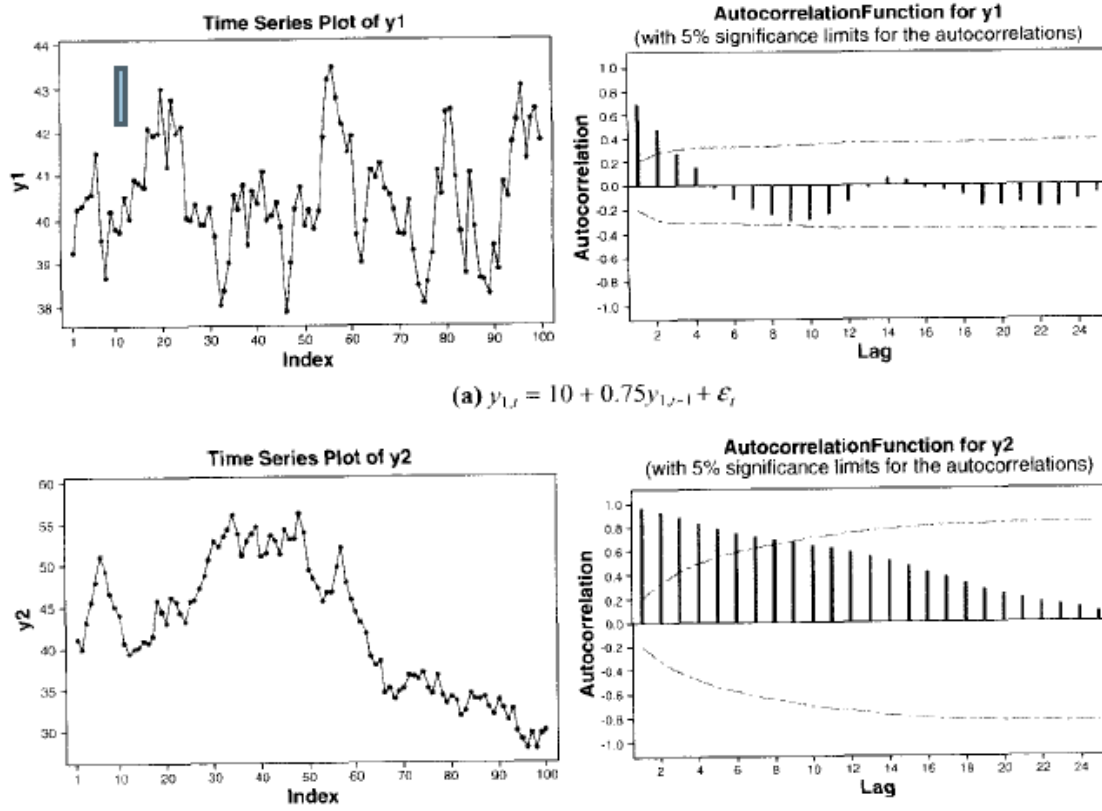 Time Series Plot of y1
44
43
42
41
40
39
38
y1
1 10 20 30 40 50 60 70 80 90 100
Index
AutocorrelationFunction for y1
(with 5% significance limits for the autocorrelations)
1.0
0.8
0.6
0.4
0.2
0.0
-0.2
-0.4
-0.6
-0.8
-1.0
Autocorrelation
2 4 6 8 10 12 14 16 18 20 22 24
Lag
(a) y1,t = 10 + 0.75y1,t-1 + εt
Time Series Plot of y2
60
55
50
45
40
35
30
y2
1 10 20 30 40 50 60 70 80 90 100
Index
AutocorrelationFunction for y2
(with 5% significance limits for the autocorrelations)
1.0
0.8
0.6
0.4
0.2
0.0
-0.2
-0.4
-0.6
-0.8
-1.0
Autocorrelation
2 4 6 8 10 12 14 16 18 20 22 24
Lag